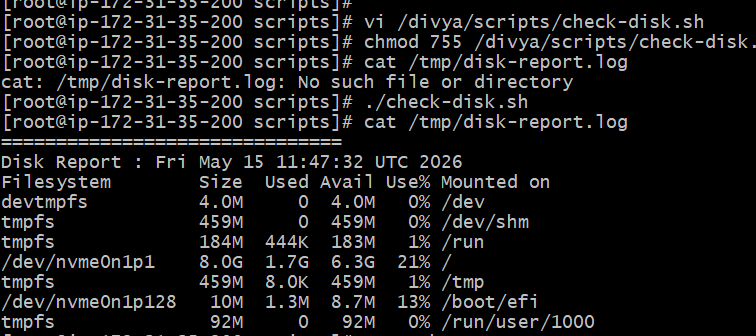 [root@ip-172-31-35-200 scripts]#
[root@ip-172-31-35-200 scripts]# vi /divya/scripts/check-disk.sh
[root@ip-172-31-35-200 scripts]# chmod 755 /divya/scripts/check-disk.
[root@ip-172-31-35-200 scripts]# cat /tmp/disk-report.log
cat: /tmp/disk-report.log: No such file or directory
[root@ip-172-31-35-200 scripts]# ./check-disk.sh
[root@ip-172-31-35-200 scripts]# cat /tmp/disk-report.log
===============================
Disk Report : Fri May 15 11:47:32 UTC 2026
Filesystem        Size  Used Avail Use% Mounted on
devtmpfs          4.0M     0  4.0M   0% /dev
tmpfs             459M     0  459M   0% /dev/shm
tmpfs             184M  444K  183M   1% /run
/dev/nvme0n1p1    8.0G  1.7G  6.3G  21% /
tmpfs             459M  8.0K  459M   1% /tmp
/dev/nvme0n1p128   10M  1.3M  8.7M  13% /boot/efi
tmpfs              92M     0   92M   0% /run/user/1000